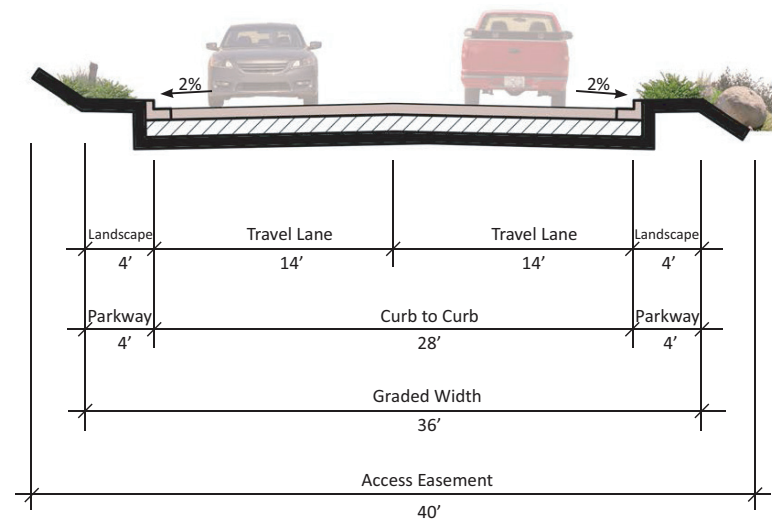 2% 2%
Landscape Travel Lane Travel Lane Landscape
4’ 14’ 14’ 4’
Parkway Curb to Curb Parkway
4’ 28’ 4’
Graded Width
36’
Access Easement
40’